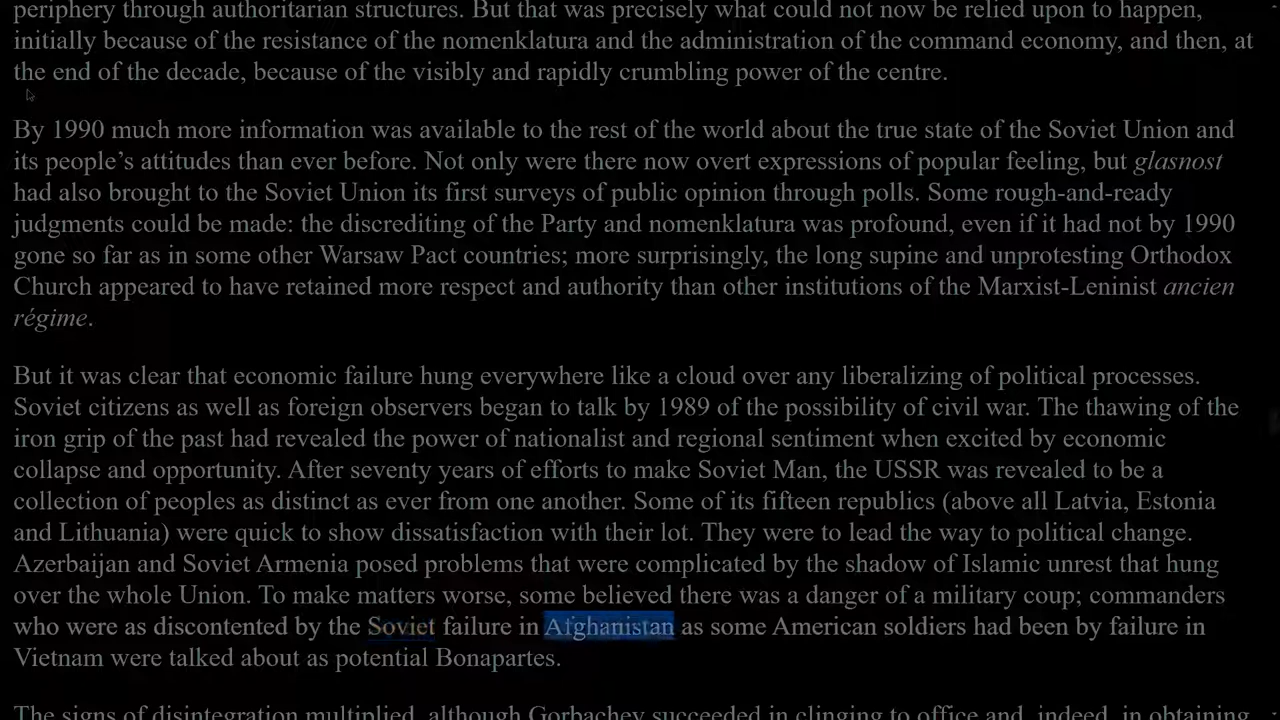 periphery through authoritarian structures. But that was precisely what could not now be relied upon to happen,
initially because of the resistance of the nomenklatura and the administration of the command economy, and then, at
the end of the decade, because of the visibly and rapidly crumbling power of the centre.
By 1990 much more information was available to the rest of the world about the true state of the Soviet Union and
its people’s attitudes than ever before. Not only were there now overt expressions of popular feeling, but glasnost
had also brought to the Soviet Union its first surveys of public opinion through polls. Some rough-and-ready
judgments could be made: the discrediting of the Party and nomenklatura was profound, even if it had not by 1990
gone so far as in some other Warsaw Pact countries; more surprisingly, the long supine and unprotesting Orthodox
Church appeared to have retained more respect and authority than other institutions of the Marxist-Leninist ancien
régime.
But it was clear that economic failure hung everywhere like a cloud over any liberalizing of political processes.
Soviet citizens as well as foreign observers began to talk by 1989 of the possibility of civil war. The thawing of the
iron grip of the past had revealed the power of nationalist and regional sentiment when excited by economic
collapse and opportunity. After seventy years of efforts to make Soviet Man, the USSR was revealed to be a
collection of peoples as distinct as ever from one another. Some of its fifteen republics (above all Latvia, Estonia
and Lithuania) were quick to show dissatisfaction with their lot. They were to lead the way to political change.
Azerbaijan and Soviet Armenia posed problems that were complicated by the shadow of Islamic unrest that hung
over the whole Union. To make matters worse, some believed there was a danger of a military coup; commanders
who were as discontented by the Soviet failure in Afghanistan as some American soldiers had been by failure in
Vietnam were talked about as potential Bonapartes.
The signs of disintegration multiplied, although Gorbachev succeeded in clinging to office and, indeed, in obtaining